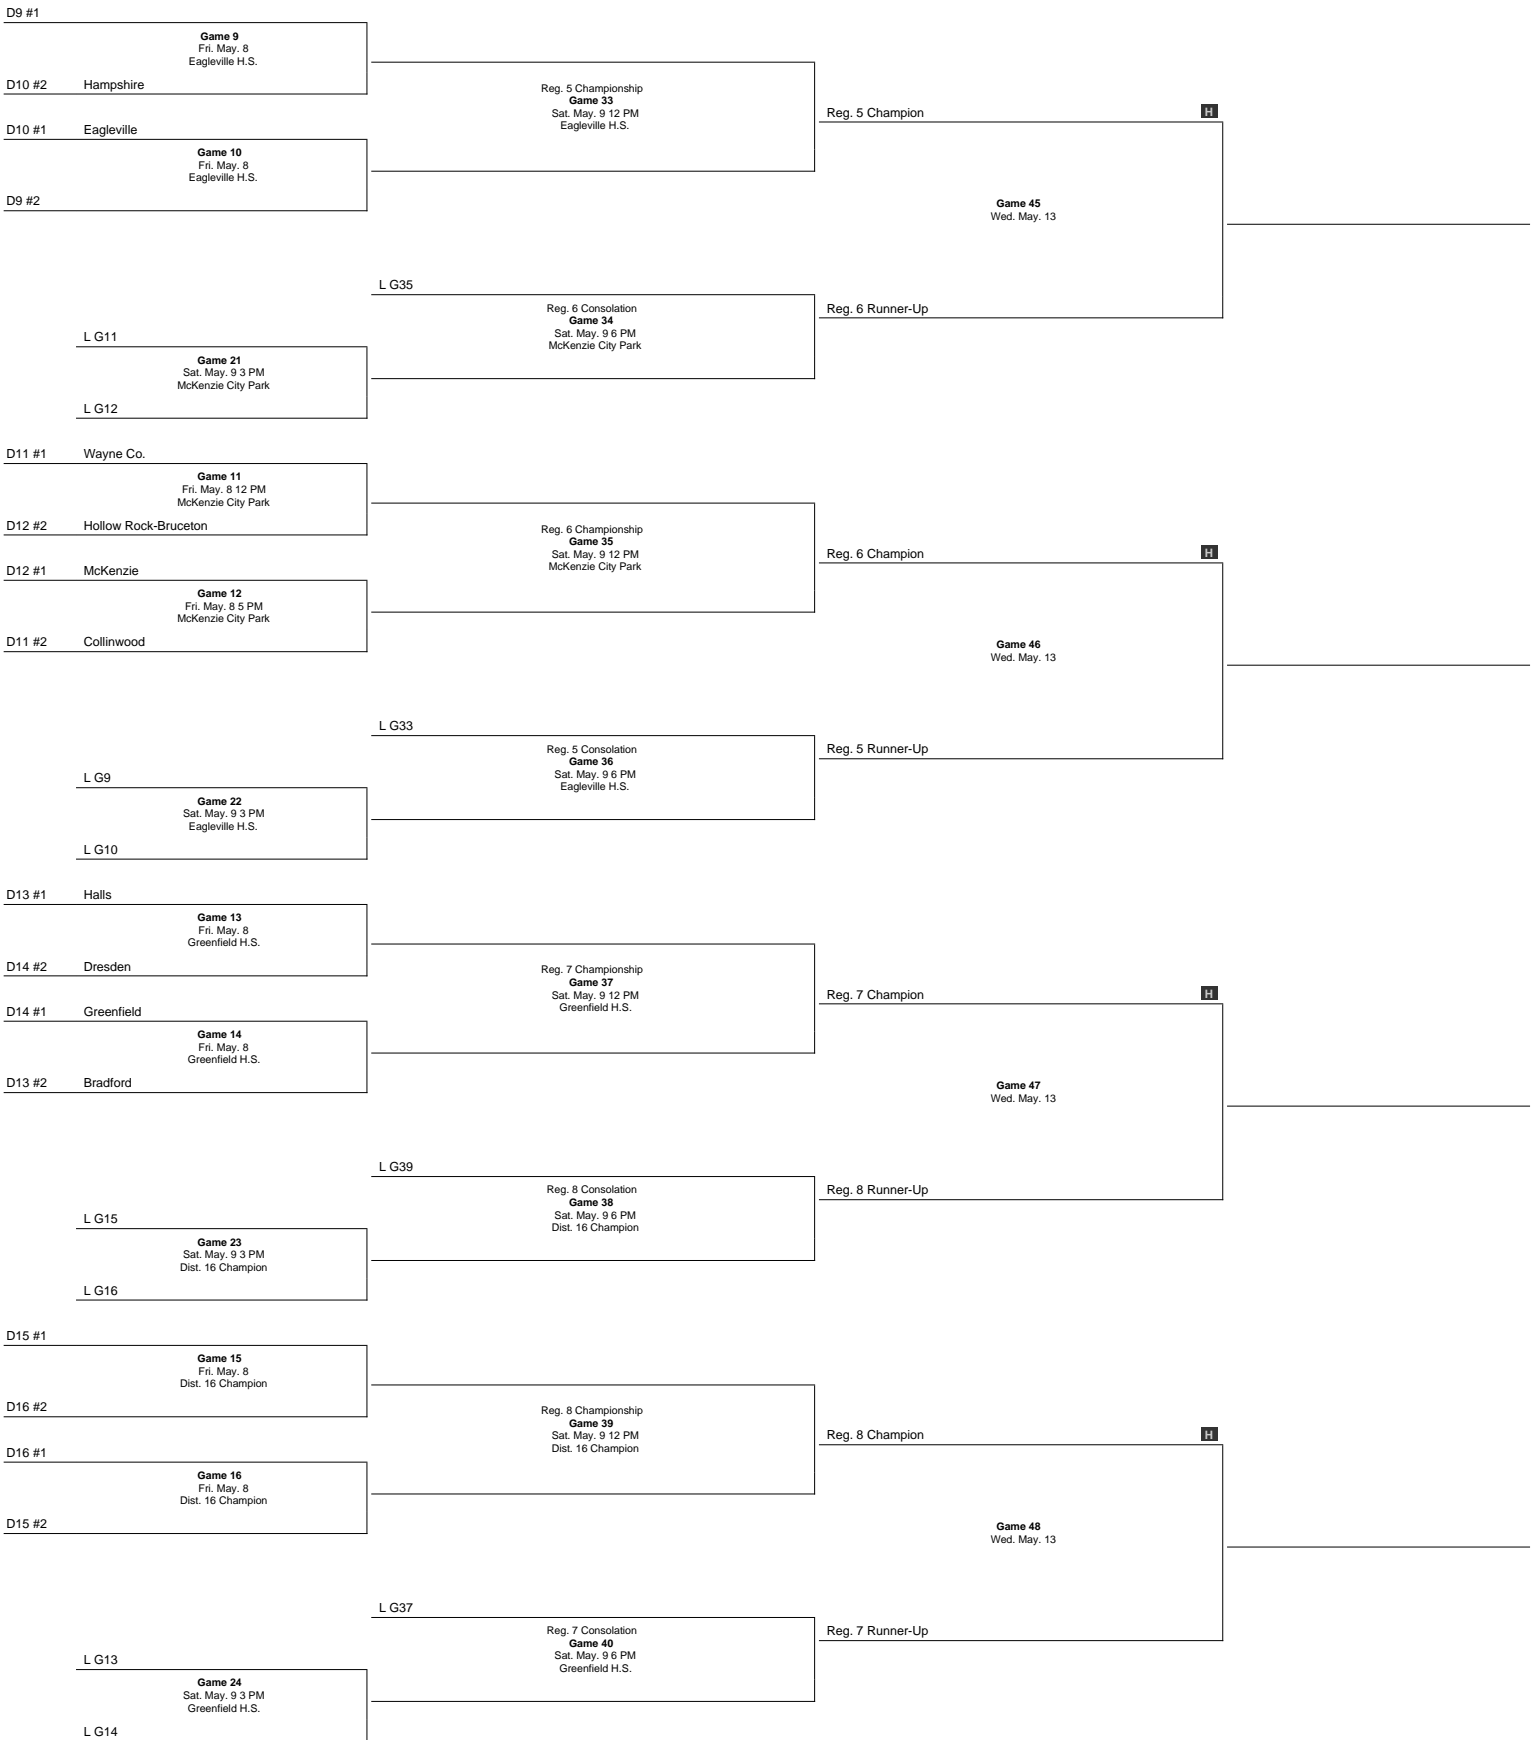 D9 #1
Game 9
Fri. May. 8
Eagleville H.S.
D10 #2 Hampshire
Reg. 5 Championship
Game 33
Sat. May. 9 12 PM
Eagleville H.S.
Reg. 5 Champion H
D10 #1 Eagleville
Game 10
Fri. May. 8
Eagleville H.S.
D9 #2
Game 45
Wed. May. 13
L G35
Reg. 6 Consolation
Game 34
Sat. May. 9 6 PM
McKenzie City Park
Reg. 6 Runner-Up
L G11
Game 21
Sat. May. 9 3 PM
McKenzie City Park
L G12
D11 #1 Wayne Co.
Game 11
Fri. May. 8 12 PM
McKenzie City Park
D12 #2 Hollow Rock-Bruceton
Reg. 6 Championship
Game 35
Sat. May. 9 12 PM
McKenzie City Park
Reg. 6 Champion H
D12 #1 McKenzie
Game 12
Fri. May. 8 5 PM
McKenzie City Park
D11 #2 Collinwood
Game 46
Wed. May. 13
L G33
Reg. 5 Consolation
Game 36
Sat. May. 9 6 PM
Eagleville H.S.
Reg. 5 Runner-Up
L G9
Game 22
Sat. May. 9 3 PM
Eagleville H.S.
L G10
D13 #1 Halls
Game 13
Fri. May. 8
Greenfield H.S.
D14 #2 Dresden
Reg. 7 Championship
Game 37
Sat. May. 9 12 PM
Greenfield H.S.
Reg. 7 Champion H
D14 #1 Greenfield
Game 14
Fri. May. 8
Greenfield H.S.
D13 #2 Bradford
Game 47
Wed. May. 13
L G39
Reg. 8 Consolation
Game 38
Sat. May. 9 6 PM
Dist. 16 Champion
Reg. 8 Runner-Up
L G15
Game 23
Sat. May. 9 3 PM
Dist. 16 Champion
L G16
D15 #1
Game 15
Fri. May. 8
Dist. 16 Champion
D16 #2
Reg. 8 Championship
Game 39
Sat. May. 9 12 PM
Dist. 16 Champion
Reg. 8 Champion H
D16 #1
Game 16
Fri. May. 8
Dist. 16 Champion
D15 #2
Game 48
Wed. May. 13
L G37
Reg. 7 Consolation
Game 40
Sat. May. 9 6 PM
Greenfield H.S.
Reg. 7 Runner-Up
L G13
Game 24
Sat. May. 9 3 PM
Greenfield H.S.
L G14